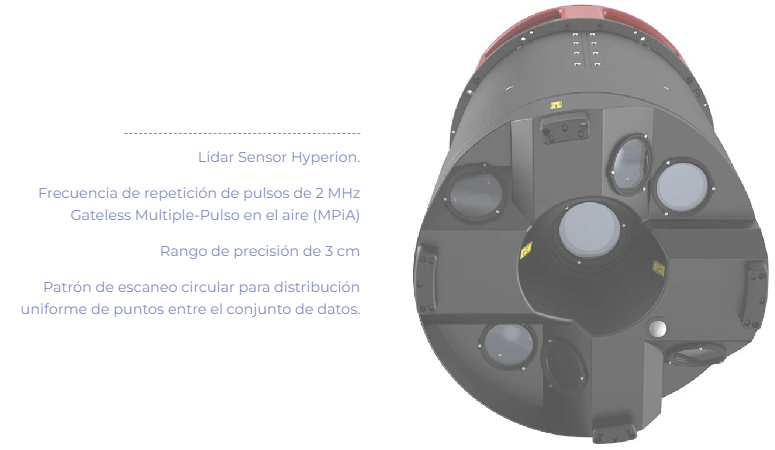 Lidar Sensor Hyperion.
Frecuencia de repetición de pulsos de 2 MHz
Gateless Multiple-Pulso en el aire (MPiA)
Rango de precisión de 3 cm
Patrón de escaneo circular para distribución
uniforme de puntos entre el conjunto de datos.